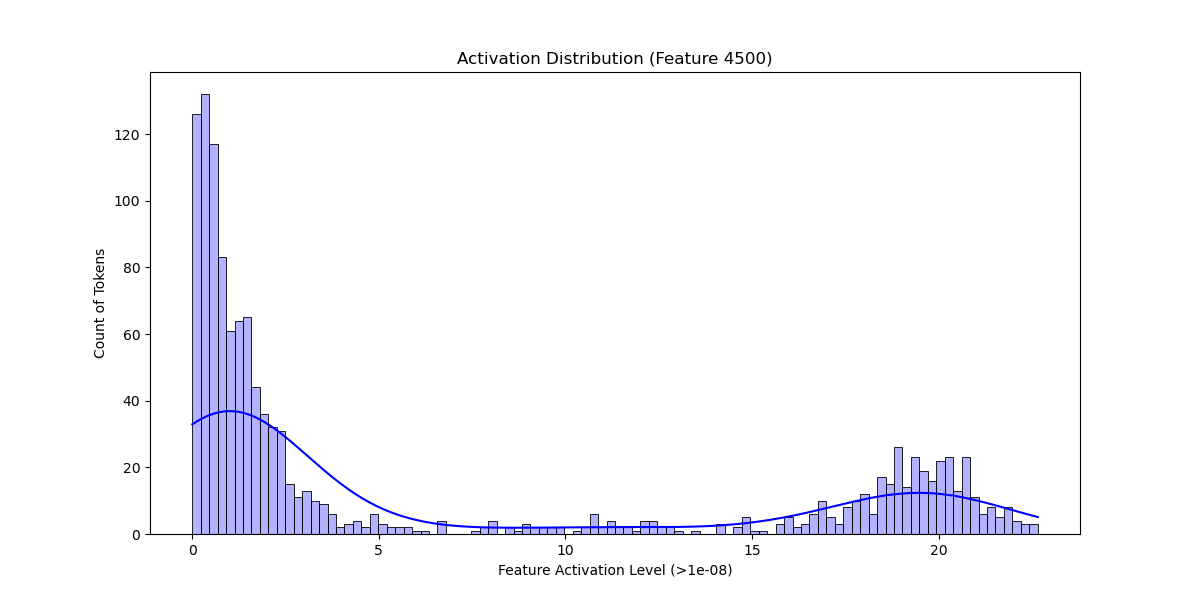 Activation Distribution (Feature 4500)
Count of Tokens
120
100
80
60
40
20
0
0 5 10 15 20
Feature Activation Level (>1e-08)